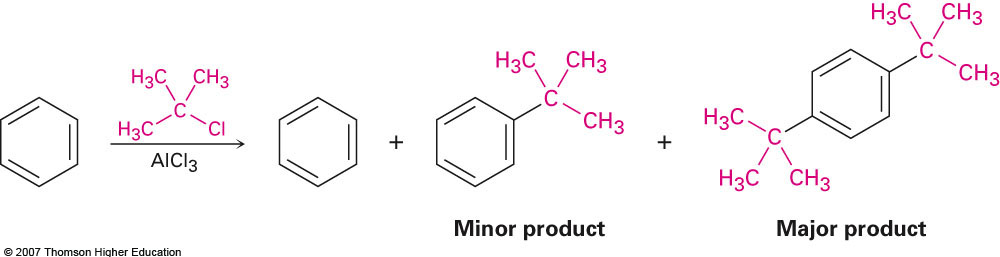 H3C CH3
C
H3C Cl
AlCl3
+
H3C CH3
C
CH3
+
H3C CH3
C
CH3
H3C
C
H3C CH3
Minor product
Major product
© 2007 Thomson Higher Education